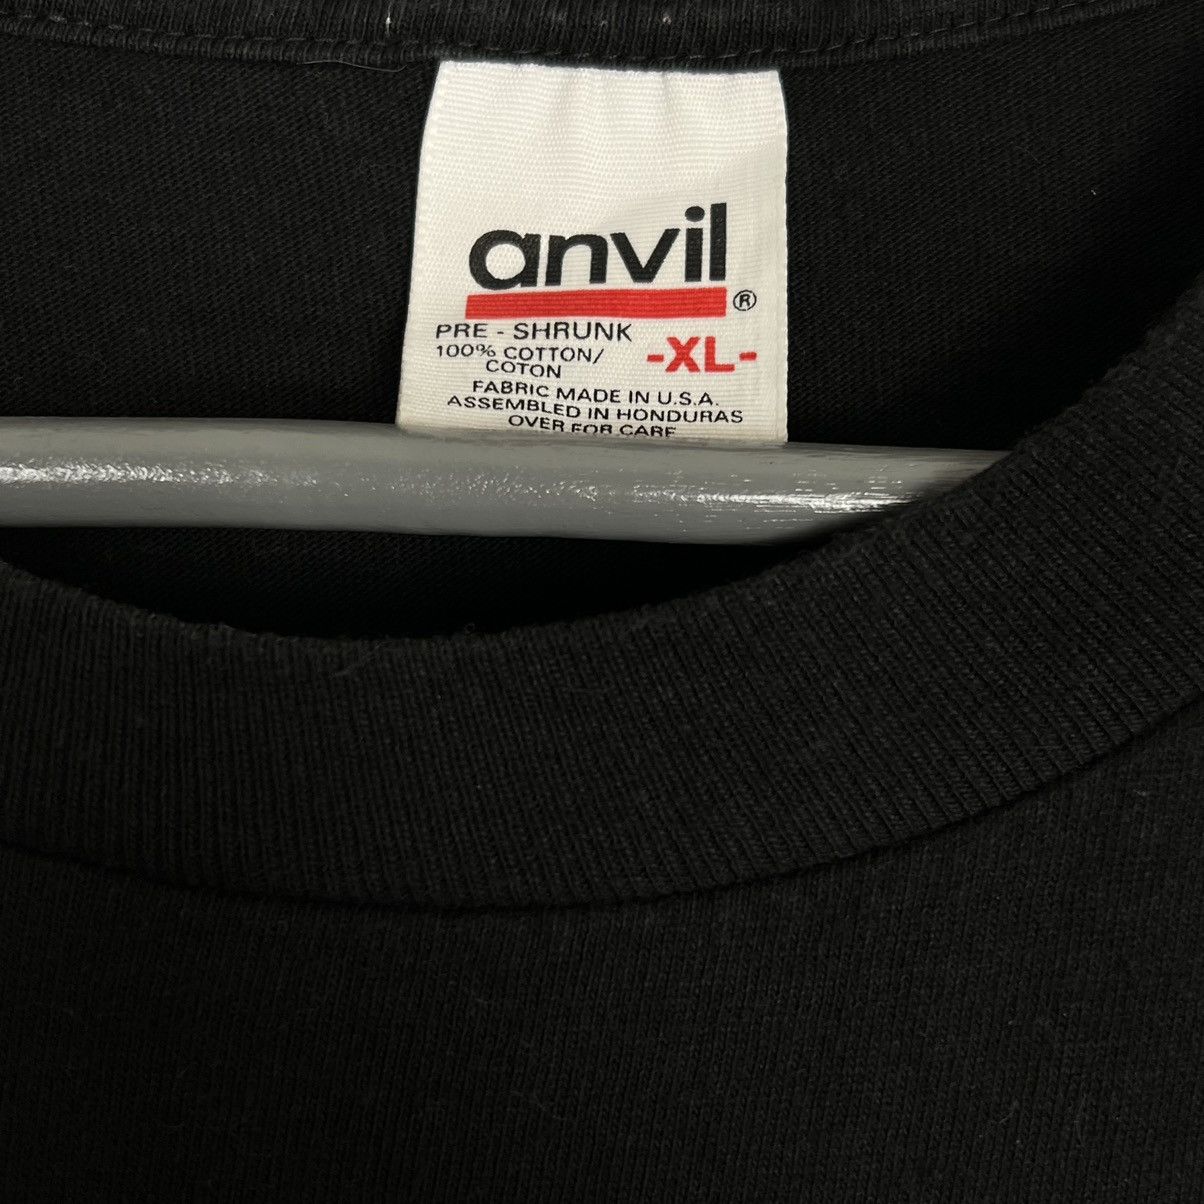 anvil®
PRE - SHRUNK
-XL-
100% COTTON/
COTON
FABRIC MADE IN U.S.A.
ASSEMBLED IN HONDURAS
OVER FOR CARE